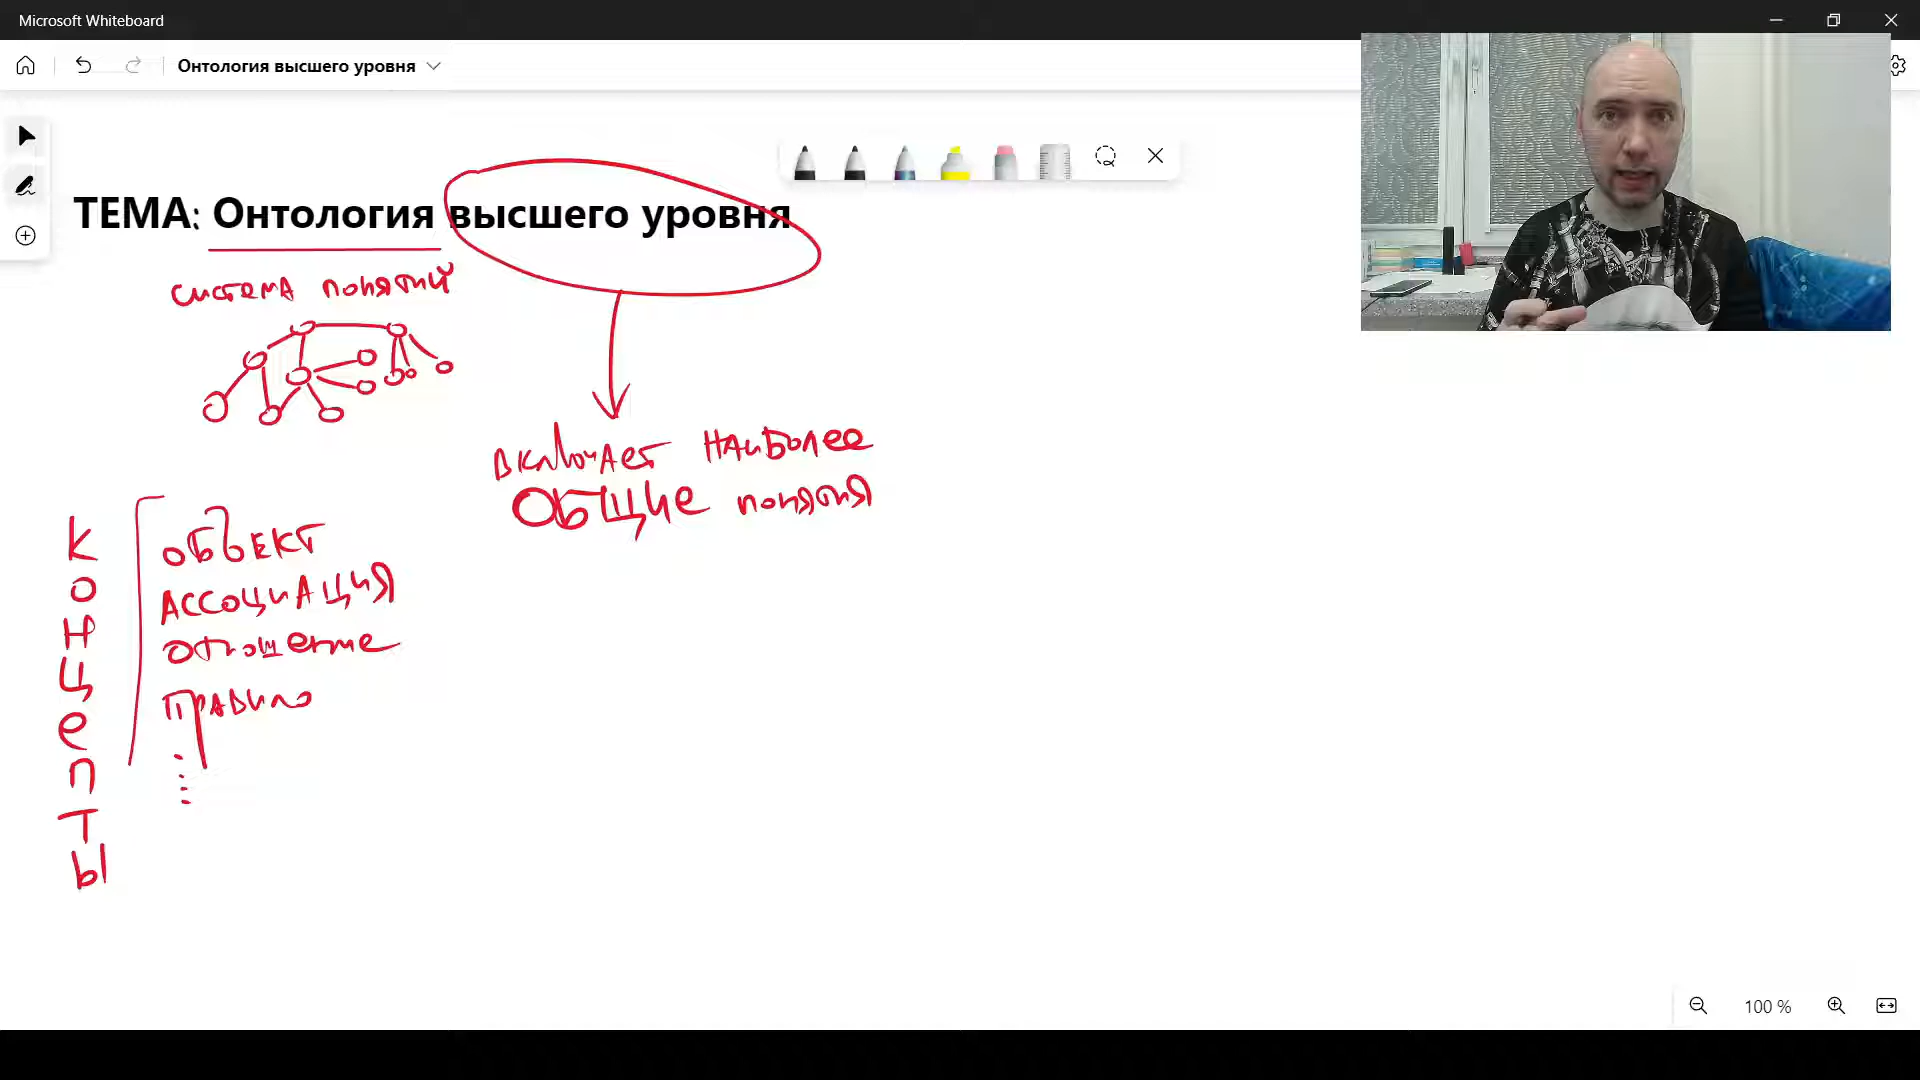 Microsoft Whiteboard
Онтология высшего уровня
ТЕМА: Онтология высшего уровня
система понятий
включает наиболее
общие понятия
КОНЦЕПТЫ
объект
ассоциация
отношение
правило
100 %